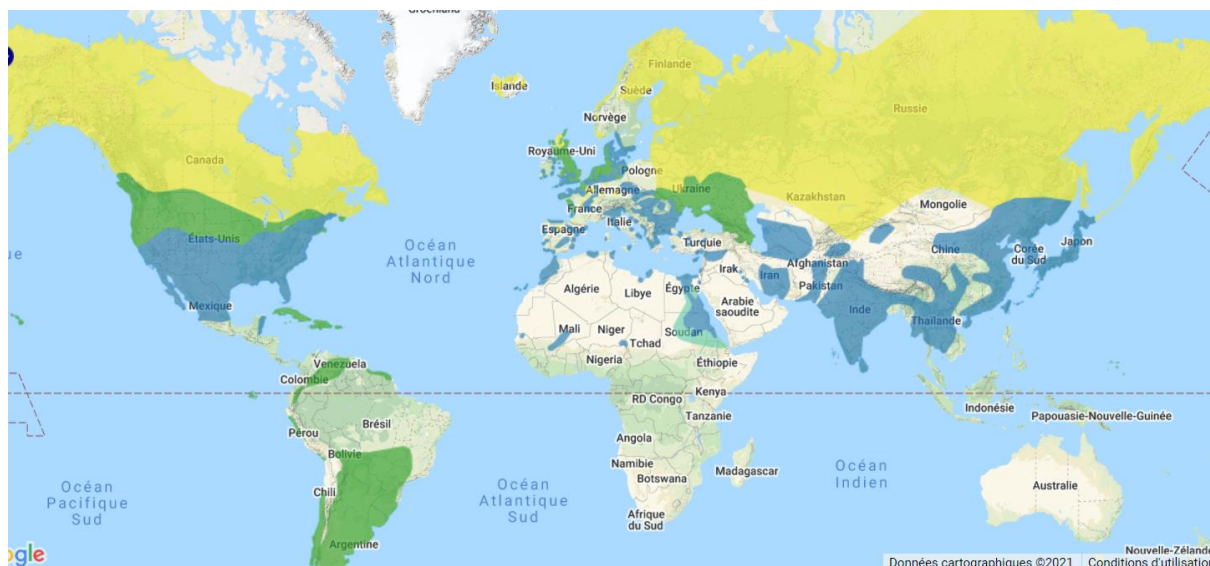 Groenland
Islande
Finlande
Suède
Norvège
Russie
Canada
Royaume-Uni
Pologne
Allemagne
Ukraine
Kazakhstan
Mongolie
France
Italie
Espagne
Turquie
États-Unis
Océan
Atlantique
Nord
Chine
Corée
du Sud
Japon
Irak
Iran
Afghanistan
Pakistan
Algérie
Libye
Égypte
Arabie
saoudite
Inde
Mexique
Mali
Niger
Tchad
Soudan
Thaïlande
Nigeria
Éthiopie
Venezuela
Colombie
RD Congo
Kenya
Tanzanie
Indonésie
Papouasie-Nouvelle-Guinée
Pérou
Brésil
Bolivie
Angola
Namibie
Botswana
Madagascar
Océan
Indien
Australie
Chili
Océan
Pacifique
Sud
Océan
Atlantique
Sud
Afrique
du Sud
Argentine
Nouvelle-Zéland
ogle
Données cartographiques ©2021
Conditions d'utilisation